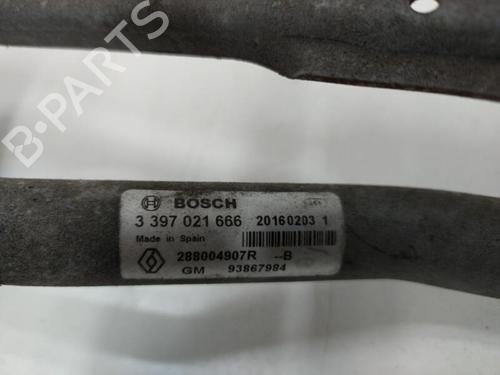 B-Parts
BOSCH
3 397 021 666 20160203 1
Made in Spain
288004907R --B
GM 93867984